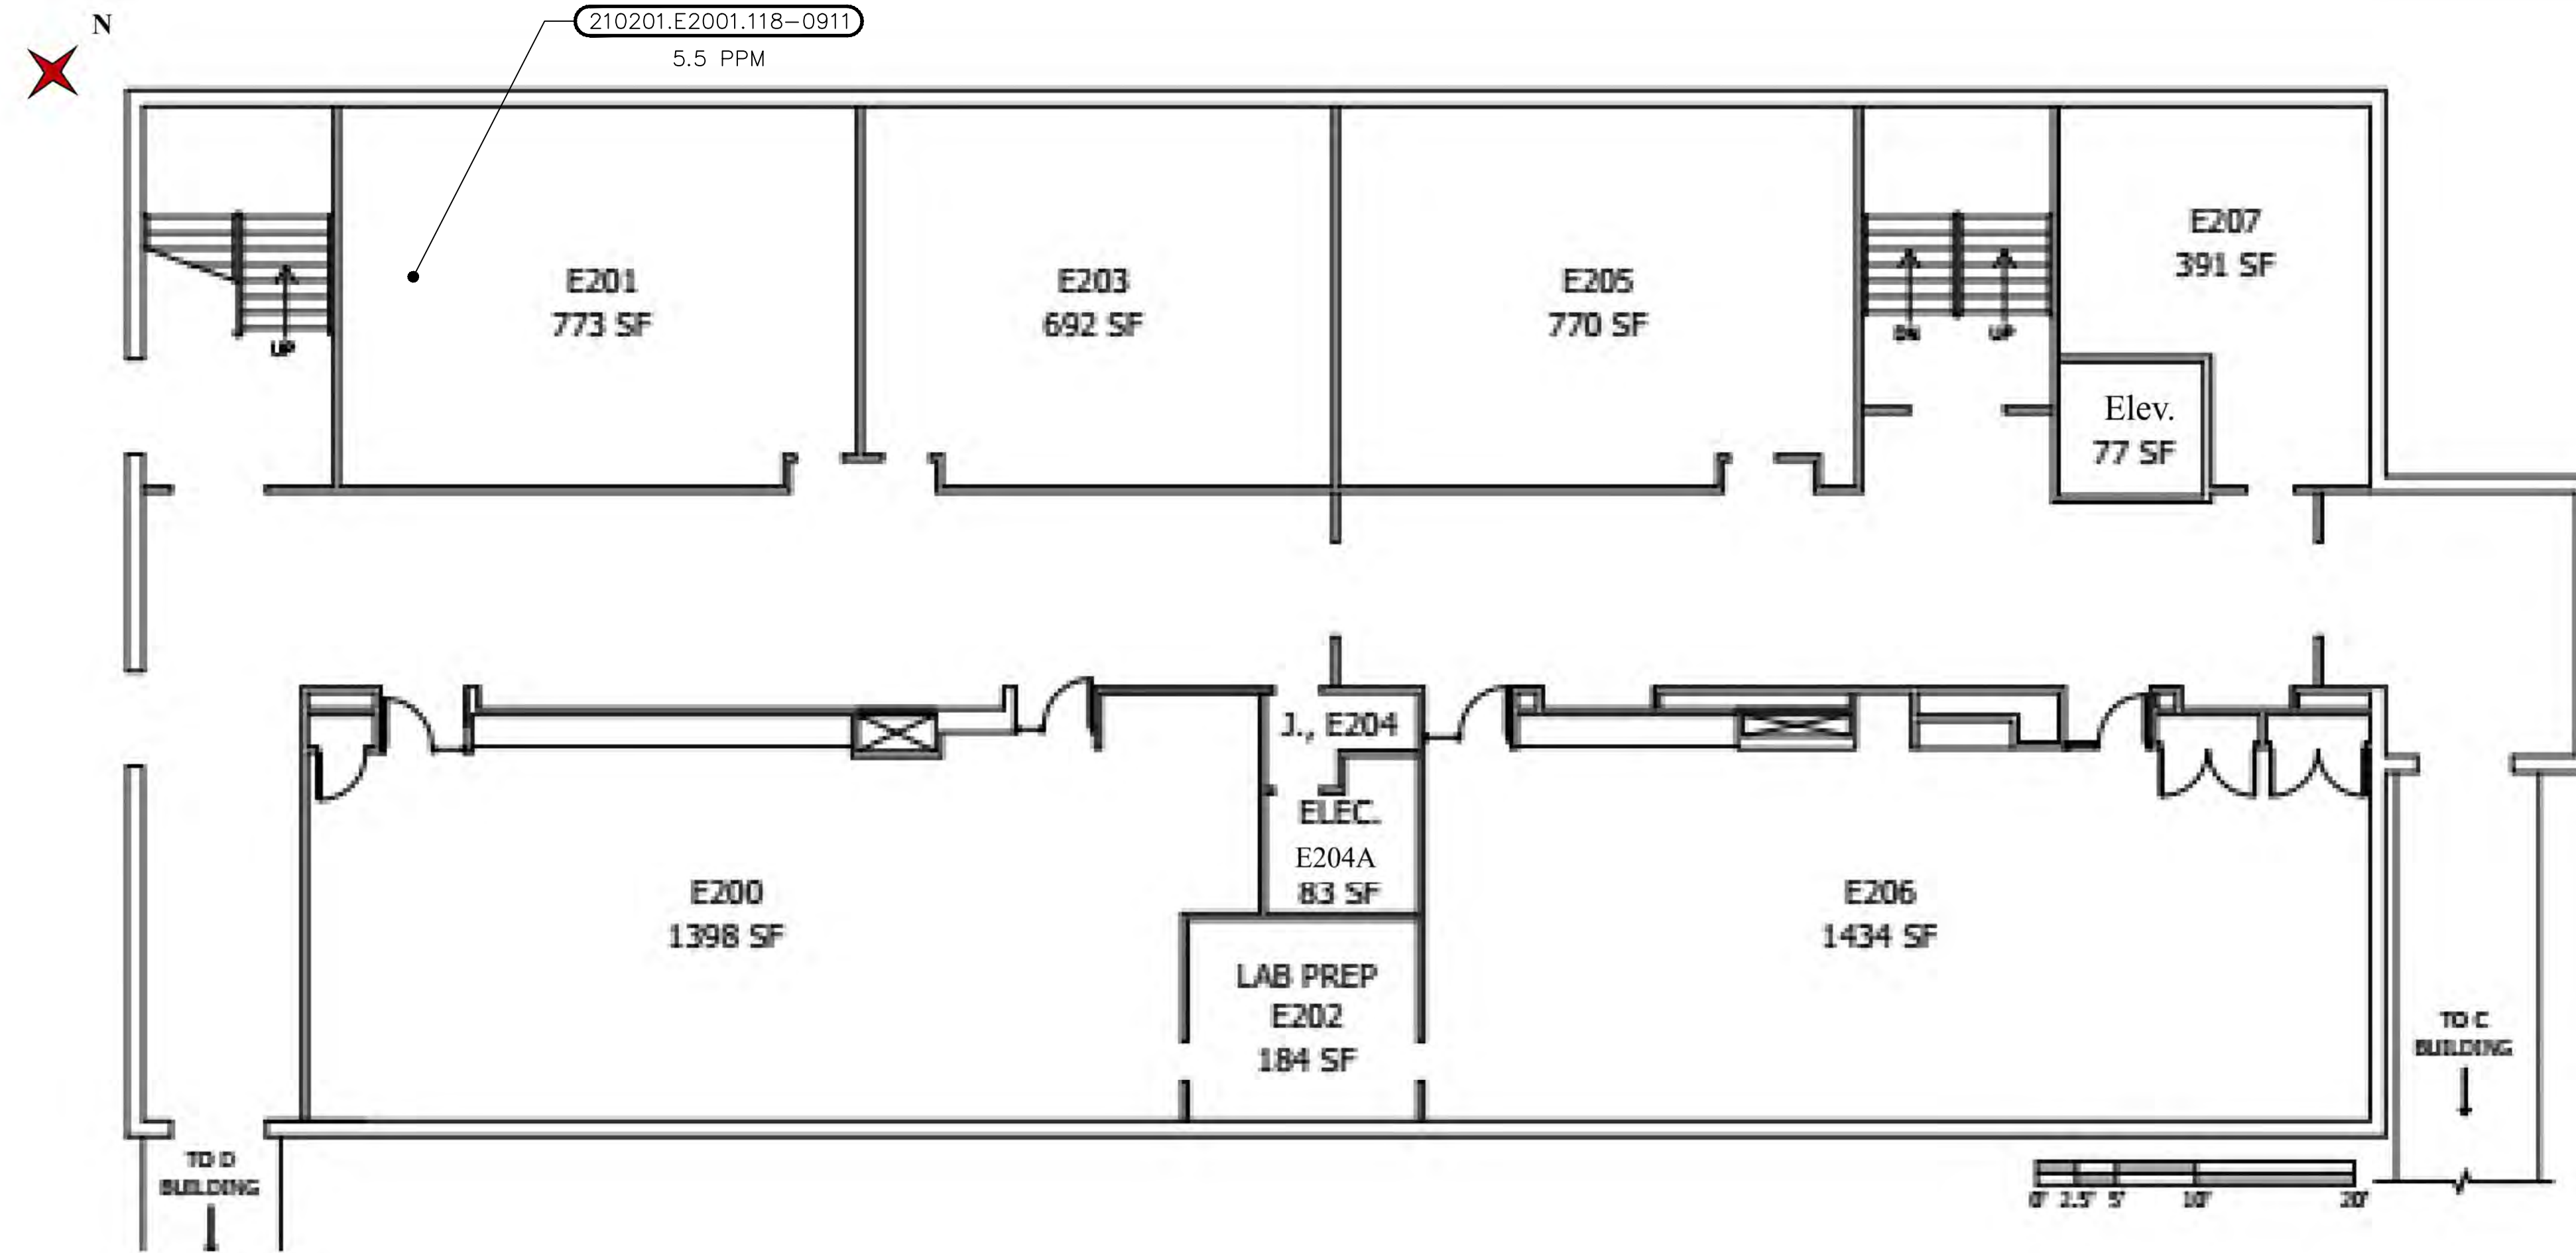 N
210201.E2001.118-0911
5.5 PPM
E201
773 SF
E203
692 SF
E205
770 SF
E207
391 SF
UP
DN
UP
Elev.
77 SF
J., E204
ELEC.
E204A
83 SF
E200
1398 SF
E206
1434 SF
LAB PREP
E202
184 SF
TO C
BUILDING
TO D
BUILDING
0' 2.5' 5' 10' 20'